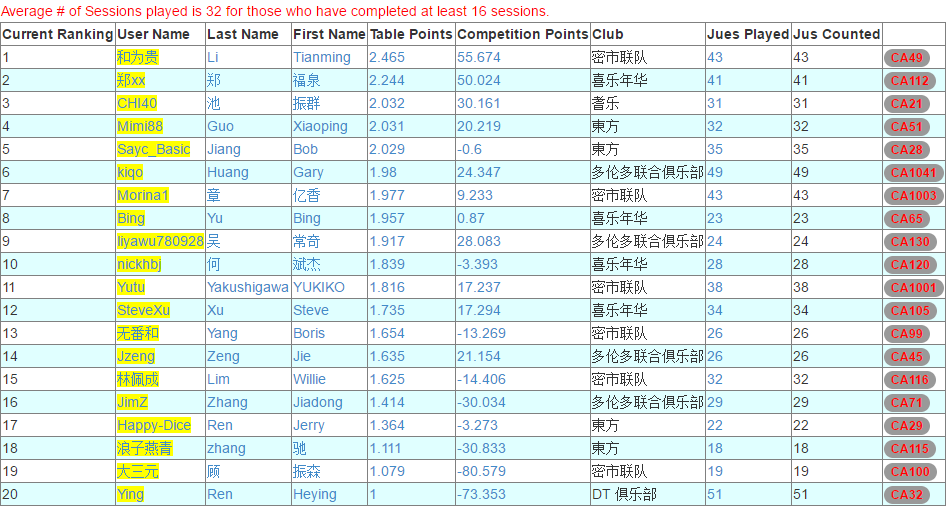 Average # of Sessions played is 32 for those who have completed at least 16 sessions.
Current Ranking User Name Last Name First Name Table Points Competition Points Club Jues Played Jus Counted
1 和为贵 Li Tianming 2.465 55.674 密市联队 43 43 CA49
2 郑xx 郑 福泉 2.244 50.024 喜乐年华 41 41 CA112
3 CHI40 池 振群 2.032 30.161 耆乐 31 31 CA21
4 Mimi88 Guo Xiaoping 2.031 20.219 東方 32 32 CA51
5 Sayc_Basic Jiang Bob 2.029 -0.6 東方 35 35 CA28
6 kiqo Huang Gary 1.98 24.347 多伦多联合俱乐部 49 49 CA1041
7 Morina1 章 亿香 1.977 9.233 密市联队 43 43 CA1003
8 Bing Yu Bing 1.957 0.87 喜乐年华 23 23 CA65
9 liyawu780928 吴 常奇 1.917 28.083 多伦多联合俱乐部 24 24 CA130
10 nickhbj 何 斌杰 1.839 -3.393 喜乐年华 28 28 CA120
11 Yutu Yakushigawa YUKIKO 1.816 17.237 密市联队 38 38 CA1001
12 SteveXu Xu Steve 1.735 17.294 喜乐年华 34 34 CA105
13 无番和 Yang Boris 1.654 -13.269 密市联队 26 26 CA99
14 Jzeng Zeng Jie 1.635 21.154 多伦多联合俱乐部 26 26 CA45
15 林佩成 Lim Willie 1.625 -14.406 密市联队 32 32 CA116
16 JimZ Zhang Jiadong 1.414 -30.034 多伦多联合俱乐部 29 29 CA71
17 Happy-Dice Ren Jerry 1.364 -3.273 東方 22 22 CA29
18 浪子燕青 zhang 驰 1.111 -30.833 東方 18 18 CA115
19 大三元 顾 振森 1.079 -80.579 密市联队 19 19 CA100
20 Ying Ren Heying 1 -73.353 DT 俱乐部 51 51 CA32